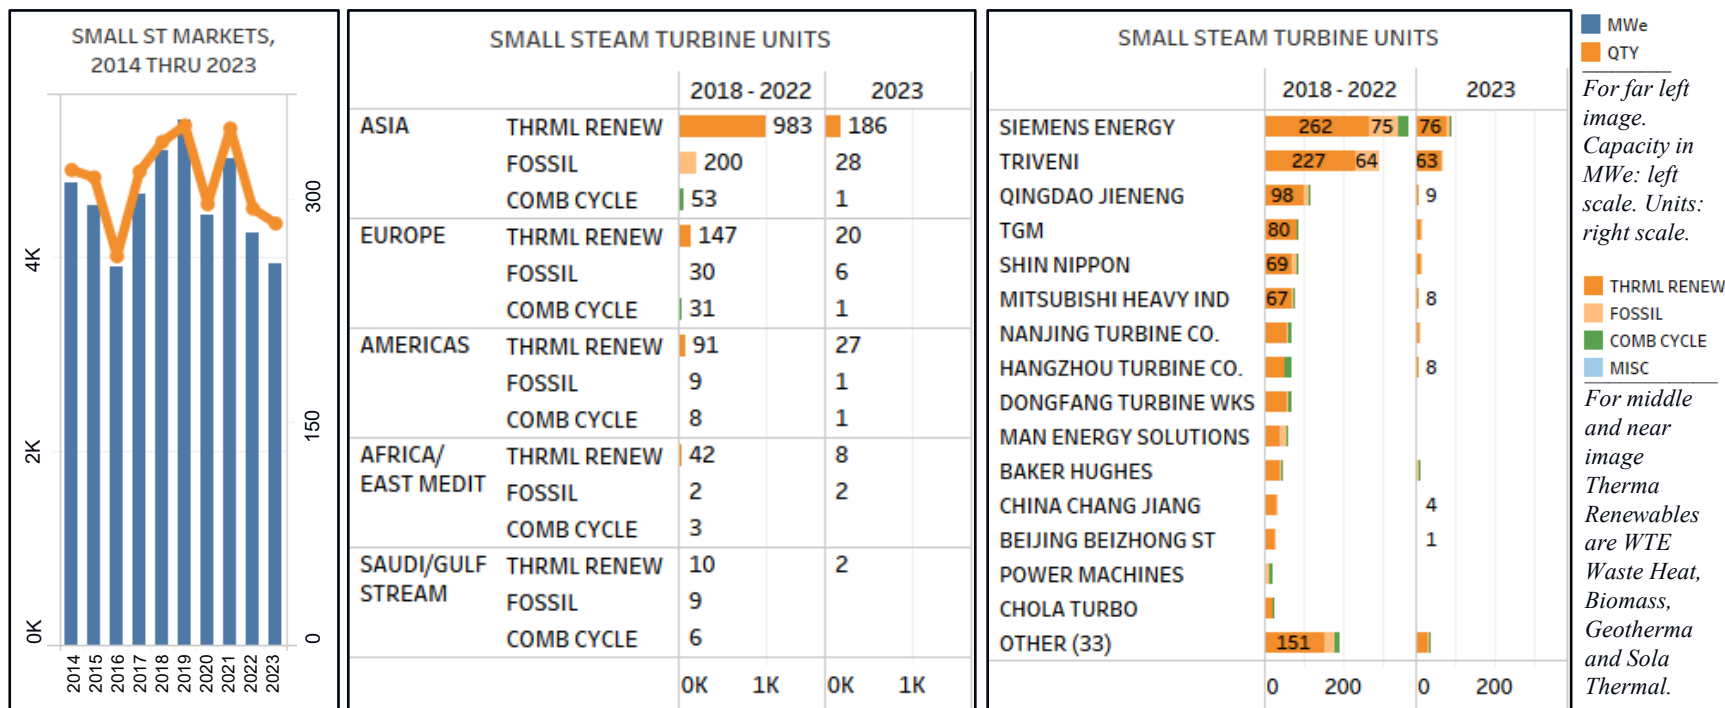 SMALL ST MARKETS,
2014 THRU 2023
4K
2K
0K
300
150
0
2014
2015
2016
2017
2018
2019
2020
2021
2022
2023
SMALL STEAM TURBINE UNITS
2018 - 2022 2023
ASIA THRML RENEW 983 186
FOSSIL 200 28
COMB CYCLE 53 1
EUROPE THRML RENEW 147 20
FOSSIL 30 6
COMB CYCLE 31 1
AMERICAS THRML RENEW 91 27
FOSSIL 9 1
COMB CYCLE 8 1
AFRICA/
EAST MEDIT
THRML RENEW 42 8
FOSSIL 2 2
COMB CYCLE 3
SAUDI/GULF
STREAM
THRML RENEW 10 2
FOSSIL 9
COMB CYCLE 6
0K 1K 0K 1K
SMALL STEAM TURBINE UNITS
2018 - 2022 2023
SIEMENS ENERGY 262 75 76
TRIVENI 227 64 63
QINGDAO JIENENG 98 9
TGM 80
SHIN NIPPON 69
MITSUBISHI HEAVY IND 67 8
NANJING TURBINE CO.
HANGZHOU TURBINE CO. 8
DONGFANG TURBINE WKS
MAN ENERGY SOLUTIONS
BAKER HUGHES
CHINA CHANG JIANG 4
BEIJING BEIZHONG ST 1
POWER MACHINES
CHOLA TURBO
OTHER (33) 151
0 200 0 200
MWe
QTY
For far left
image.
Capacity in
MWe: left
scale. Units:
right scale.
THRML RENEW
FOSSIL
COMB CYCLE
MISC
For middle
and near
image
Therma
Renewables
are WTE
Waste Heat,
Biomass,
Geotherma
and Sola
Thermal.